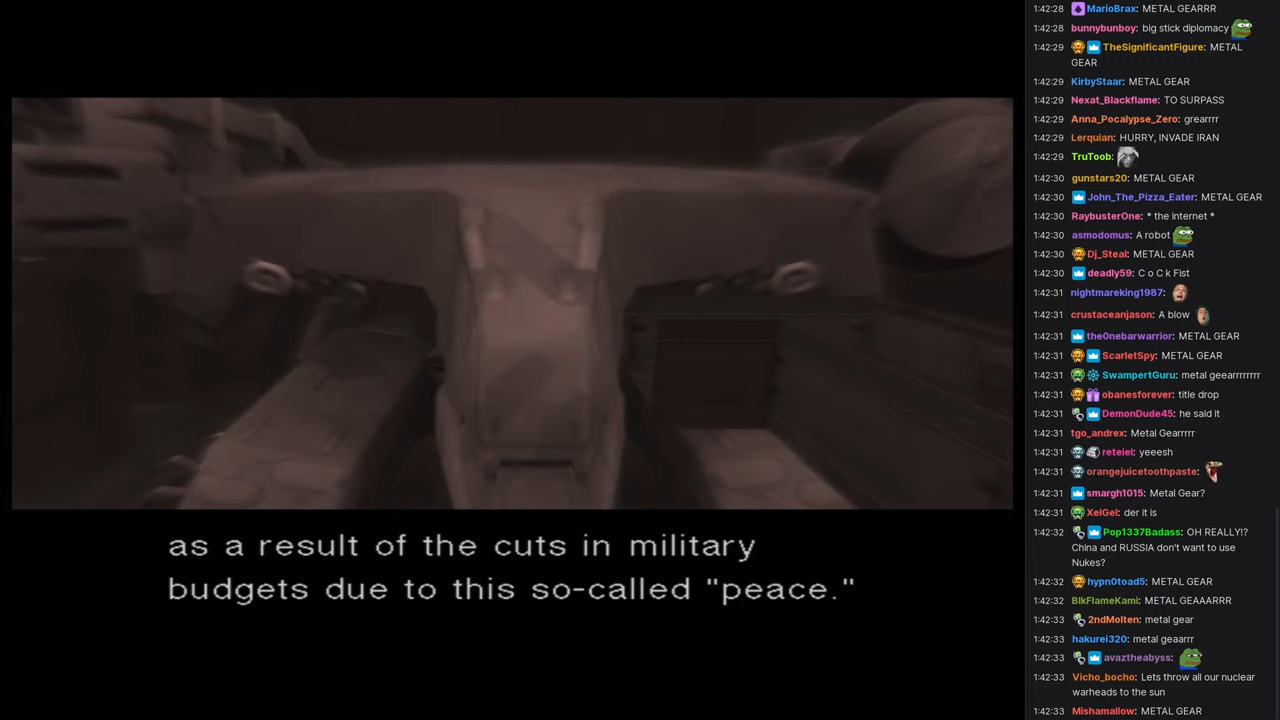 as a result of the cuts in military
budgets due to this so-called "peace."
1:42:28 MarioBrax: METAL GEARRR
1:42:28 bunnybunboy: big stick diplomacy
1:42:29 TheSignificantFigure: METAL
GEAR
1:42:29 KirbyStaar: METAL GEAR
1:42:29 Nexat_Blackflame: TO SURPASS
1:42:29 Anna_Pocalypse_Zero: grearrrr
1:42:29 Lerquian: HURRY, INVADE IRAN
1:42:29 TruToob:
1:42:30 gunstars20: METAL GEAR
1:42:30 John_The_Pizza_Eater: METAL GEAR
1:42:30 RaybusterOne: * the internet *
1:42:30 asmodomus: A robot
1:42:30 Dj_Steal: METAL GEAR
1:42:30 deadly59: C o C k Fist
1:42:31 nightmareking1987:
1:42:31 crustaceanjason: A blow
1:42:31 the0nebarwarrior: METAL GEAR
1:42:31 ScarletSpy: METAL GEAR
1:42:31 SwampertGuru: metal geearrrrrrrr
1:42:31 obanesforever: title drop
1:42:31 DemonDude45: he said it
1:42:31 tgo_andrex: Metal Gearrrrr
1:42:31 reteiel: yeeesh
1:42:31 orangejuicetoothpaste:
1:42:31 smargh1015: Metal Gear?
1:42:31 XelGel: der it is
1:42:32 Pop1337Badass: OH REALLY!?
China and RUSSIA don't want to use
Nukes?
1:42:32 hypn0toad5: METAL GEAR
1:42:32 BlkFlameKami: METAL GEAAARRR
1:42:33 2ndMolten: metal gear
1:42:33 hakurei320: metal geaarrr
1:42:33 avaztheabyss:
1:42:33 Vicho_bocho: Lets throw all our nuclear
warheads to the sun
1:42:33 Mishamallow: METAL GEAR